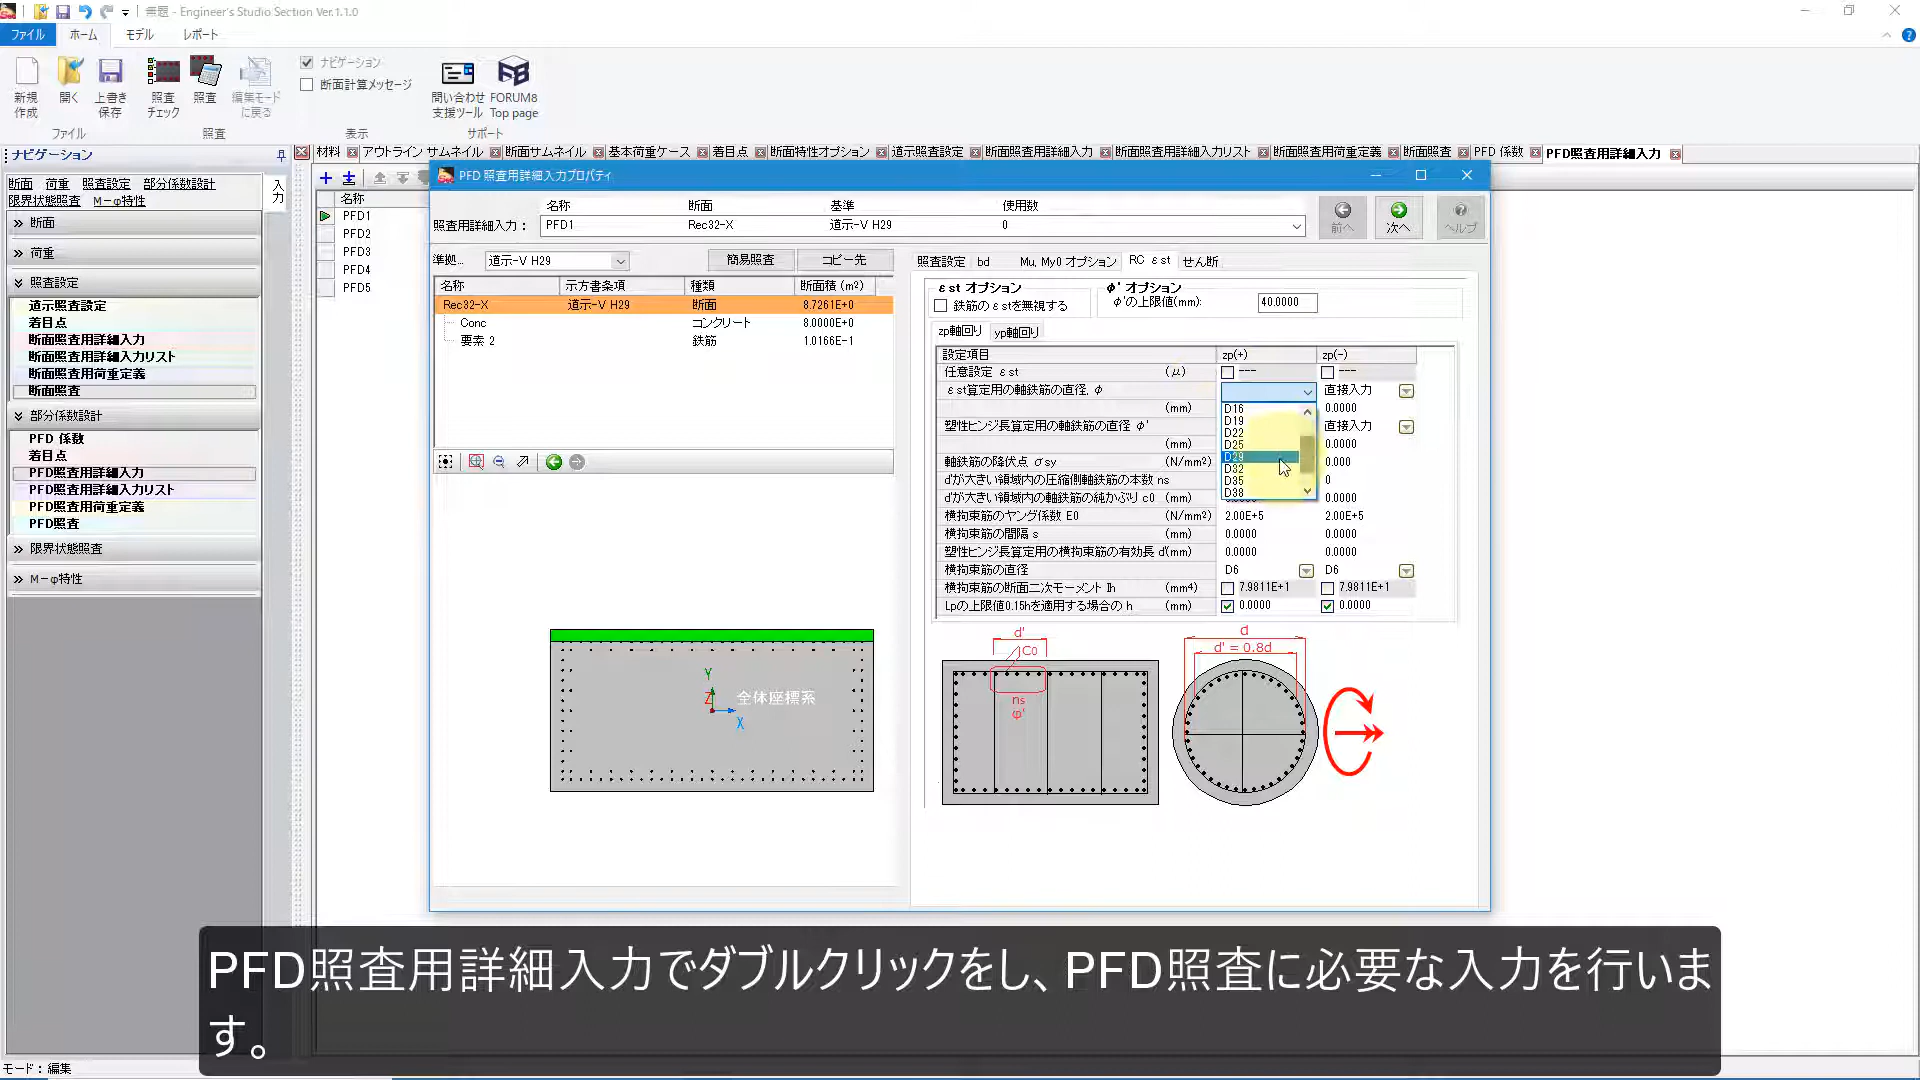 無題 - Engineer's Studio Section Ver.1.1.0
ファイル ホーム モデル レポート
新規作成 開く 上書き保存 照査チェック 照査 編集モードに戻る
ナビゲーション
断面計算メッセージ
問い合わせ支援ツール FORUM8 Top page
ファイル 照査 表示 サポート
ナビゲーション
材料 アウトライン サムネイル 断面サムネイル 基本荷重ケース 着目点 断面特性オプション 道示照査設定 断面照査用詳細入力 断面照査用詳細入力リスト 断面照査用荷重定義 断面照査 PFD 係数 PFD照査用詳細入力
断面 荷重 照査設定 部分係数設計
限界状態照査 M-φ特性
入力
断面
荷重
照査設定
道示照査設定
着目点
断面照査用詳細入力
断面照査用詳細入力リスト
断面照査用荷重定義
断面照査
部分係数設計
PFD 係数
着目点
PFD照査用詳細入力
PFD照査用詳細入力リスト
PFD照査用荷重定義
PFD照査
限界状態照査
M-φ特性
名称
PFD1
PFD2
PFD3
PFD4
PFD5
PFD 照査用詳細入力プロパティ
名称 断面 基準 使用数
照査用詳細入力： PFD1 Rec32-X 道示-V H29 0
前へ 次へ ヘルプ
準拠... 道示-V H29 簡易照査 コピー先
名称 示方書条項 種類 断面積 (m²)
Rec32-X 道示-V H29 断面 8.7261E+0
Conc コンクリート 8.0000E+0
要素 2 鉄筋 1.0166E-1
Y
Z 全体座標系
X
照査設定 bd Mu, My0 オプション RC εst せん断
εst オプション
鉄筋のεstを無視する
φ' オプション
φ'の上限値(mm): 40.0000
zp軸回り yp軸回り
設定項目 zp(+) zp(-)
任意設定 εst (μ) --- ---
εst算定用の軸鉄筋の直径, φ 直接入力
(mm) 0.0000
塑性ヒンジ長算定用の軸鉄筋の直径 φ' 直接入力
(mm) 0.0000
軸鉄筋の降伏点 σsy (N/mm²) 0.000
d'が大きい領域内の圧縮側軸鉄筋の本数 ns 0
d'が大きい領域内の軸鉄筋の純かぶり c0 (mm) 0.0000
横拘束筋のヤング係数 E0 (N/mm²) 2.00E+5 2.00E+5
横拘束筋の間隔 s (mm) 0.0000 0.0000
塑性ヒンジ長算定用の横拘束筋の有効長 d'(mm) 0.0000 0.0000
横拘束筋の直径 D6 D6
横拘束筋の断面二次モーメント Ih (mm4) 7.9811E+1 7.9811E+1
Lpの上限値0.15hを適用する場合の h (mm) 0.0000 0.0000
D16
D19
D22
D25
D29
D32
D35
D38
d'
C0
ns
φ'
d
d' = 0.8d
PFD照査用詳細入力でダブルクリックをし、PFD照査に必要な入力を行いま
す。
モード： 編集